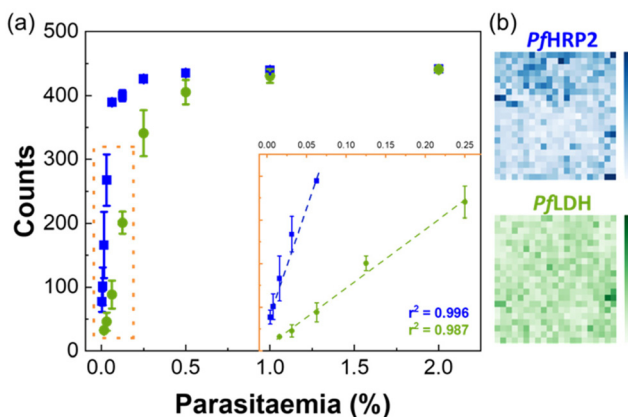 (a)
500
400
300
200
100
0
Counts
0.0
0.5
1.0
1.5
2.0
Parasitaemia (%)
0.00 0.05 0.10 0.15 0.20 0.25
r² = 0.996
r² = 0.987
(b)
PfHRP2
PfLDH